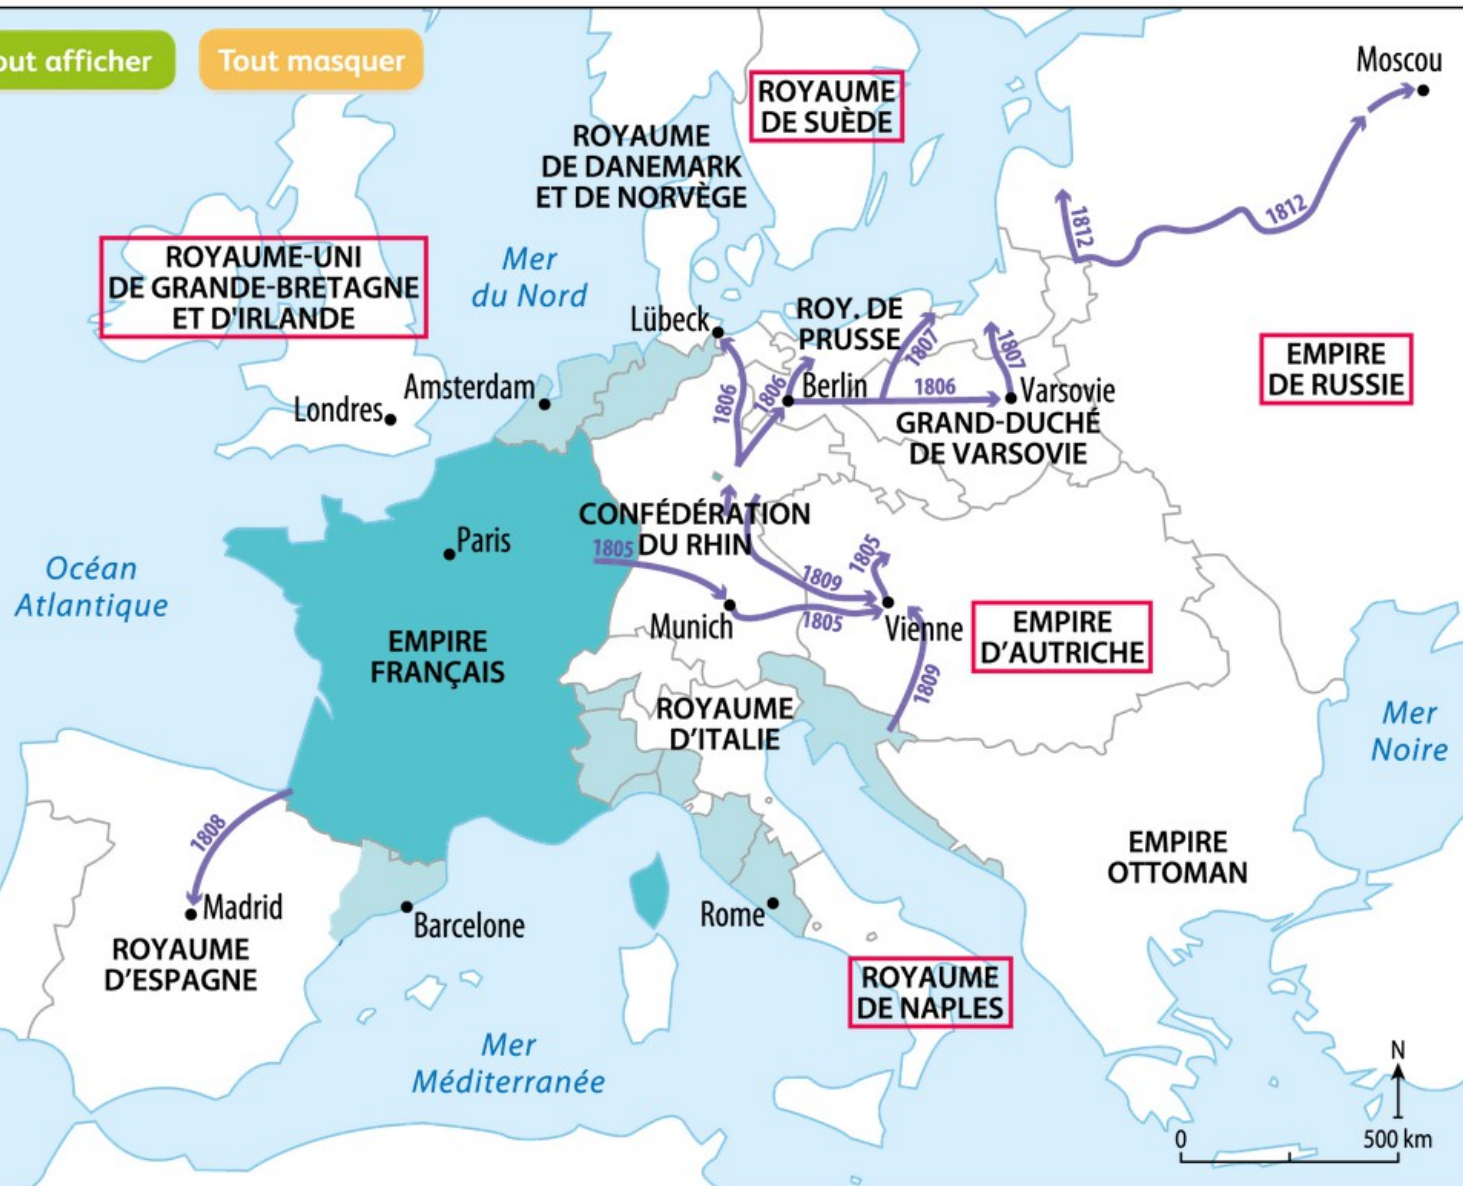 out afficher
Tout masquer
Moscou
ROYAUME
DE SUÈDE
ROYAUME
DE DANEMARK
ET DE NORVÈGE
1812
1812
ROYAUME-UNI
DE GRANDE-BRETAGNE
ET D'IRLANDE
Mer
du Nord
Lübeck
ROY. DE
PRUSSE
1807
1807
EMPIRE
DE RUSSIE
Amsterdam
Londres
1806
1806
Berlin
1806
Varsovie
GRAND-DUCHÉ
DE VARSOVIE
CONFÉDÉRATION
DU RHIN
Paris
1805
1805
1809
Océan
Atlantique
Munich
1805
Vienne
EMPIRE
D’AUTRICHE
EMPIRE
FRANÇAIS
1809
ROYAUME
D’ITALIE
Mer
Noire
1808
EMPIRE
OTTOMAN
Madrid
Barcelone
Rome
ROYAUME
D’ESPAGNE
ROYAUME
DE NAPLES
Mer
Méditerranée
N
0
500 km